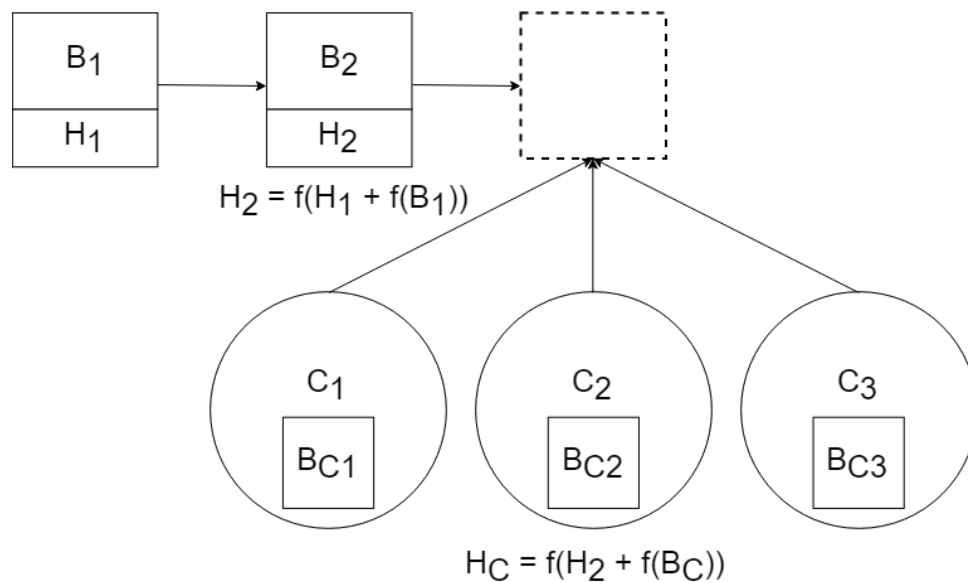 B1
B2
H1
H2
H2 = f(H1 + f(B1))
C1
C2
C3
BC1
BC2
BC3
HC = f(H2 + f(BC))